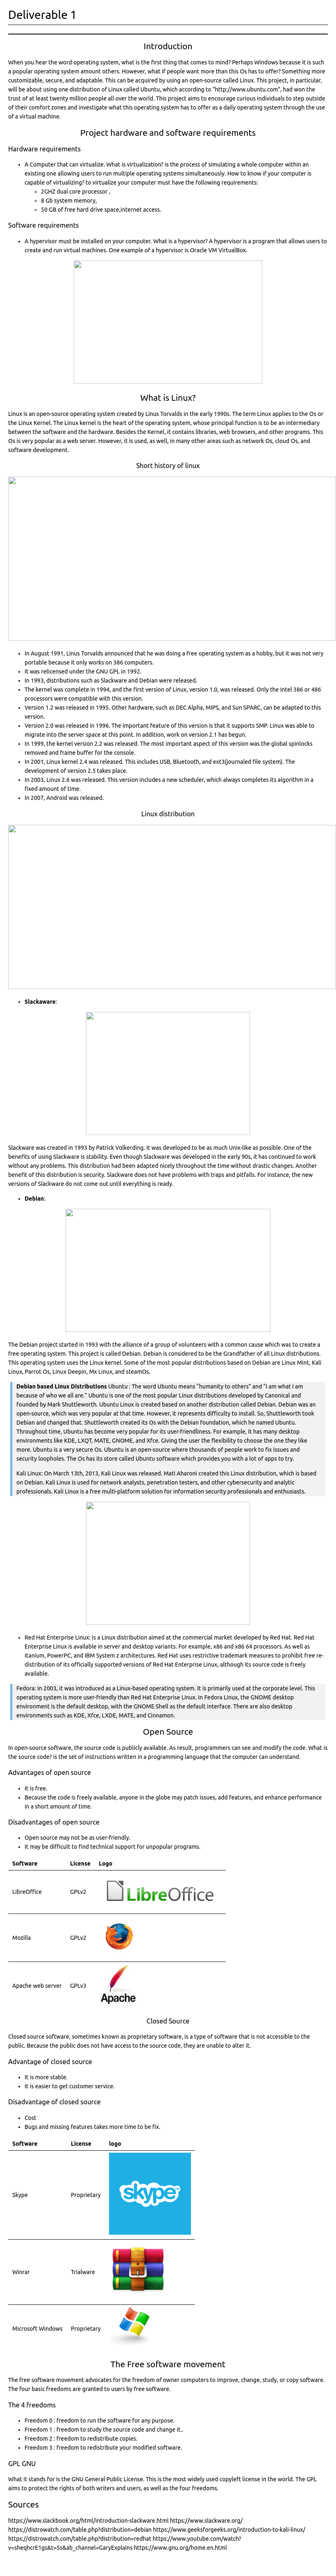 Deliverable 1
Introduction
When you hear the word operating system, what is the first thing that comes to mind? Perhaps Windows because it is such
a popular operating system amount others. However, what if people want more than this Os has to offer? Something more
customizable, secure, and adaptable. This can be acquired by using an open-source called Linux. This project, in particular,
will be about using one distribution of Linux called Ubuntu, which according to "http://www.ubuntu.com", had won the
trust of at least twenty million people all over the world. This project aims to encourage curious individuals to step outside
of their comfort zones and investigate what this operating system has to offer as a daily operating system through the use
of a virtual machine.
Project hardware and software requirements
Hardware requirements
• A Computer that can virtualize. What is virtualization? is the process of simulating a whole computer within an
existing one allowing users to run multiple operating systems simultaneously. How to know if your computer is
capable of virtualizing? to virtualize your computer must have the following requirements:
◦ 2GHZ dual core processor ,
◦ 8 Gb system memory,
◦ 50 GB of free hard drive space,internet access.
Software requirements
• A hypervisor must be installed on your computer. What is a hypervisor? A hypervisor is a program that allows users to
create and run virtual machines. One example of a hypervisor is Oracle VM VirtualBox.
What is Linux?
Linux is an open-source operating system created by Linus Torvalds in the early 1990s. The term Linux applies to the Os or
the Linux Kernel. The Linux kernel is the heart of the operating system, whose principal function is to be an intermediary
between the software and the hardware. Besides the Kernel, it contains libraries, web browsers, and other programs. This
Os is very popular as a web server. However, it is used, as well, in many other areas such as network Os, cloud Os, and
software development.
Short history of linux
• In August 1991, Linus Torvalds announced that he was doing a free operating system as a hobby, but it was not very
portable because it only works on 386 computers.
• It was relicensed under the GNU GPL in 1992.
• In 1993, distributions such as Slackware and Debian were released.
• The kernel was complete in 1994, and the first version of Linux, version 1.0, was released. Only the Intel 386 or 486
processors were compatible with this version.
• Version 1.2 was released in 1995. Other hardware, such as DEC Alpha, MIPS, and Sun SPARC, can be adapted to this
version.
• Version 2.0 was released in 1996. The important feature of this version is that it supports SMP. Linux was able to
migrate into the server space at this point. In addition, work on version 2.1 has begun.
• In 1999, the kernel version 2.2 was released. The most important aspect of this version was the global spinlocks
removed and frame buffer for the console.
• In 2001, Linux kernel 2.4 was released. This includes USB, Bluetooth, and ext3(journaled file system). The
development of version 2.5 takes place.
• In 2003, Linux 2.6 was released. This version includes a new scheduler, which always completes its algorithm in a
fixed amount of time.
• In 2007, Android was released.
Linux distribution
• Slackaware:
Slackware was created in 1993 by Patrick Volkerding. It was developed to be as much Unix-like as possible. One of the
benefits of using Slackware is stability. Even though Slackware was developed in the early 90s, it has continued to work
without any problems. This distribution had been adapted nicely throughout the time without drastic changes. Another
benefit of this distribution is security. Slackware does not have problems with traps and pitfalls. For instance, the new
versions of Slackware do not come out until everything is ready.
• Debian:
The Debian project started in 1993 with the alliance of a group of volunteers with a common cause which was to create a
free operating system. This project is called Debian. Debian is considered to be the Grandfather of all Linux distributions.
This operating system uses the Linux kernel. Some of the most popular distributions based on Debian are Linux Mint, Kali
Linux, Parrot Os, Linux Deepin, Mx Linux, and steamOs.
Debian based Linux Distributions Ubuntu : The word Ubuntu means "humanity to others" and "I am what I am
because of who we all are." Ubuntu is one of the most popular Linux distributions developed by Canonical and
founded by Mark Shuttleworth. Ubuntu Linux is created based on another distribution called Debian. Debian was an
open-source, which was very popular at that time. However, it represents difficulty to install. So, Shuttleworth took
Debian and changed that. Shuttleworth created its OS with the Debian foundation, which he named Ubuntu.
Throughout time, Ubuntu has become very popular for its user-friendliness. For example, it has many desktop
environments like KDE, LXQT, MATE, GNOME, and Xfce. Giving the user the flexibility to choose the one they like
more. Ubuntu is a very secure Os. Ubuntu is an open-source where thousands of people work to fix issues and
security loopholes. The Os has its store called Ubuntu software which provides you with a lot of apps to try.
Kali Linux: On March 13th, 2013, Kali Linux was released. Mati Aharoni created this Linux distribution, which is based
on Debian. Kali Linux is used for network analysts, penetration testers, and other cybersecurity and analytic
professionals. Kali Linux is a free multi-platform solution for information security professionals and enthusiasts.
• Red Hat Enterprise Linux: is a Linux distribution aimed at the commercial market developed by Red Hat. Red Hat
Enterprise Linux is available in server and desktop variants. For example, x86 and x86 64 processors. As well as
itanium, PowerPC, and IBM System z architectures. Red Hat uses restrictive trademark measures to prohibit free re-
distribution of its officially supported versions of Red Hat Enterprise Linux, although its source code is freely
available.
Fedora: In 2003, it was introduced as a Linux-based operating system. It is primarily used at the corporate level. This
operating system is more user-friendly than Red Hat Enterprise Linux. In Fedora Linux, the GNOME desktop
environment is the default desktop, with the GNOME Shell as the default interface. There are also desktop
environments such as KDE, Xfce, LXDE, MATE, and Cinnamon.
Open Source
In open-source software, the source code is publicly available. As result, programmers can see and modify the code. What is
the source code? is the set of instructions written in a programming language that the computer can understand.
Advantages of open source
• It is free.
• Because the code is freely available, anyone in the globe may patch issues, add features, and enhance performance
in a short amount of time.
Disadvantages of open source
• Open source may not be as user-friendly.
• It may be difficult to find technical support for unpopular programs.
Software License Logo
LibreOffice GPLv2 LibreOffice
Mozilla GPLv2
Apache web server GPLv3 Apache
Closed Source
Closed source software, sometimes known as proprietary software, is a type of software that is not accessible to the
public. Because the public does not have access to the source code, they are unable to alter it.
Advantage of closed source
• It is more stable.
• It is easier to get customer service.
Disadvantage of closed source
• Cost
• Bugs and missing features takes more time to be fix.
Software License logo
Skype Proprietary skype
Winrar Trialware
Microsoft Windows Proprietary
The Free software movement
The free software movement advocates for the freedom of owner computers to improve, change, study, or copy software.
The four basic freedoms are granted to users by free software.
The 4 freedoms
• Freedom 0 : freedom to run the software for any purpose.
• Freedom 1 : freedom to study the source code and change it..
• Freedom 2 : freedom to redistribute copies.
• Freedom 3 : freedom to redistribute your modified software.
GPL GNU
What it stands for is the GNU General Public License. This is the most widely used copyleft license in the world. The GPL
aims to protect the rights of both writers and users, as well as the four freedoms.
Sources
https://www.slackbook.org/html/introduction-slackware.html https://www.slackware.org/
https://distrowatch.com/table.php?distribution=debian https://www.geeksforgeeks.org/introduction-to-kali-linux/
https://distrowatch.com/table.php?distribution=redhat https://www.youtube.com/watch?
v=sheqhcrE1gs&t=5s&ab_channel=GaryExplains https://www.gnu.org/home.en.html